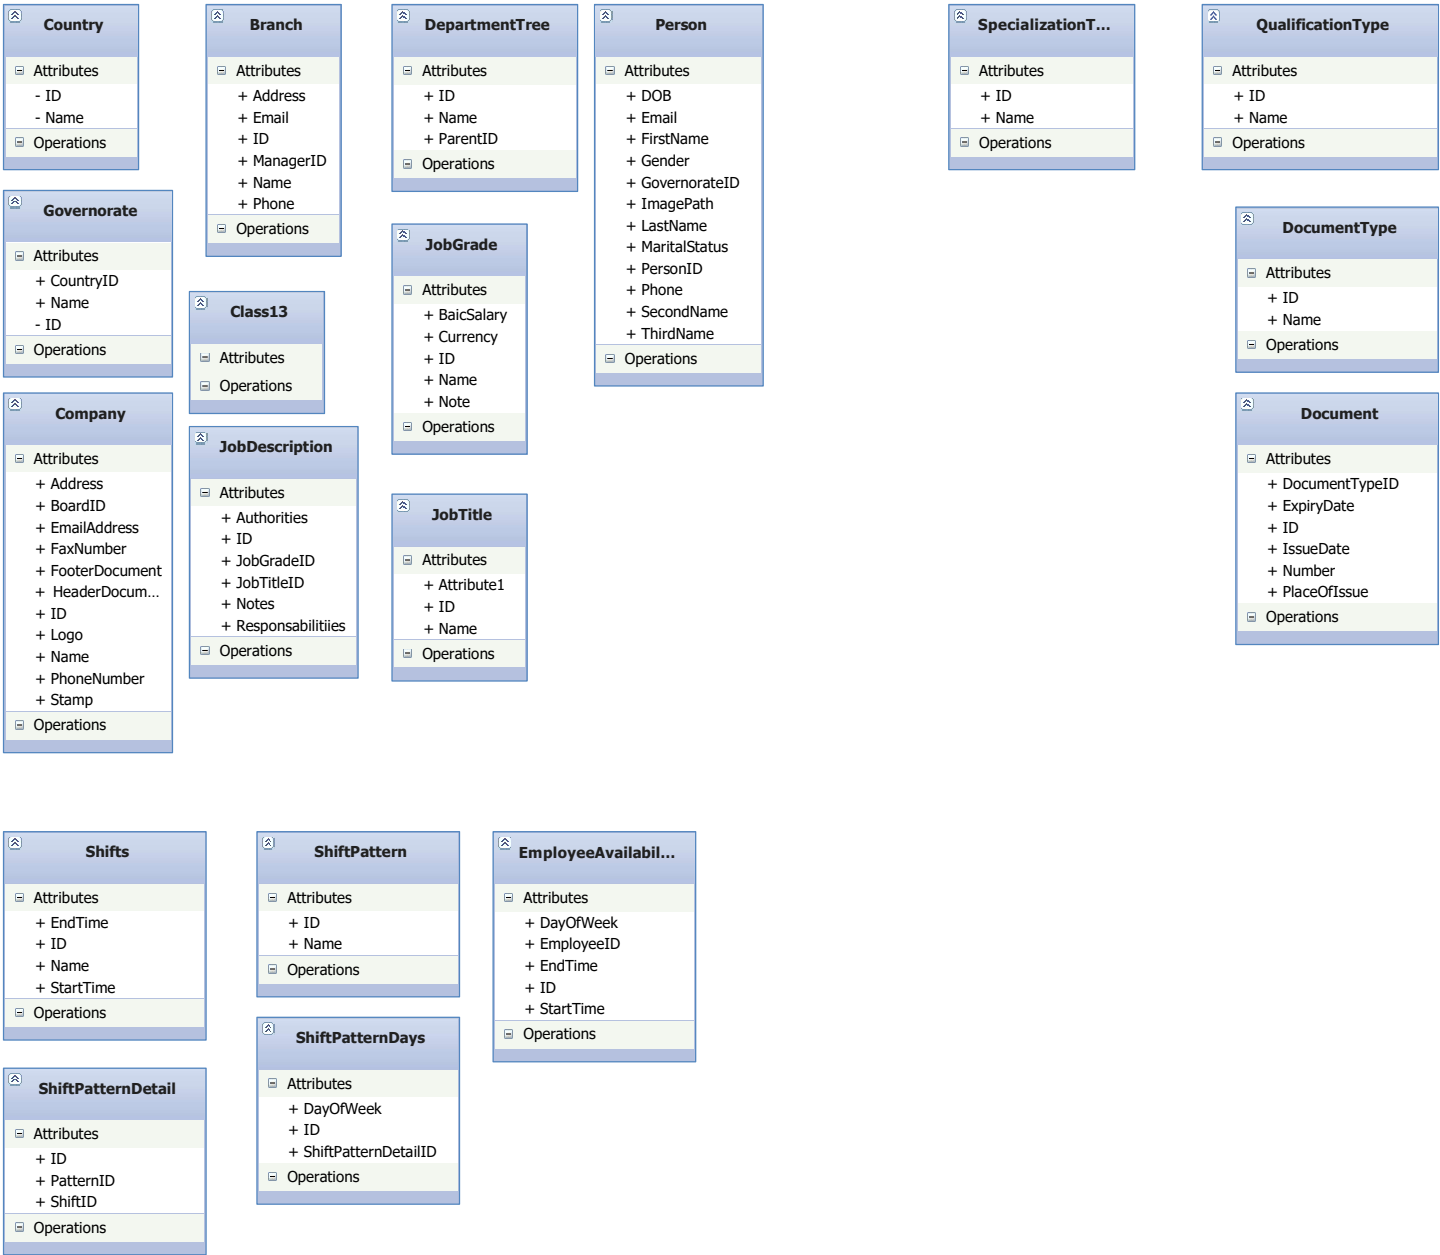 Country
Attributes
- ID
- Name
Operations
Branch
Attributes
+ Address
+ Email
+ ID
+ ManagerID
+ Name
+ Phone
Operations
DepartmentTree
Attributes
+ ID
+ Name
+ ParentID
Operations
Person
Attributes
+ DOB
+ Email
+ FirstName
+ Gender
+ GovernorateID
+ ImagePath
+ LastName
+ MaritalStatus
+ PersonID
+ Phone
+ SecondName
+ ThirdName
Operations
SpecializationT...
Attributes
+ ID
+ Name
Operations
QualificationType
Attributes
+ ID
+ Name
Operations
Governorate
Attributes
+ CountryID
+ Name
- ID
Operations
Class13
Attributes
Operations
JobGrade
Attributes
+ BaicSalary
+ Currency
+ ID
+ Name
+ Note
Operations
DocumentType
Attributes
+ ID
+ Name
Operations
Company
Attributes
+ Address
+ BoardID
+ EmailAddress
+ FaxNumber
+ FooterDocument
+ HeaderDocum...
+ ID
+ Logo
+ Name
+ PhoneNumber
+ Stamp
Operations
JobDescription
Attributes
+ Authorities
+ ID
+ JobGradeID
+ JobTitleID
+ Notes
+ Responsabilitiies
Operations
JobTitle
Attributes
+ Attribute1
+ ID
+ Name
Operations
Document
Attributes
+ DocumentTypeID
+ ExpiryDate
+ ID
+ IssueDate
+ Number
+ PlaceOfIssue
Operations
Shifts
Attributes
+ EndTime
+ ID
+ Name
+ StartTime
Operations
ShiftPattern
Attributes
+ ID
+ Name
Operations
EmployeeAvailabil...
Attributes
+ DayOfWeek
+ EmployeeID
+ EndTime
+ ID
+ StartTime
Operations
ShiftPatternDetail
Attributes
+ ID
+ PatternID
+ ShiftID
Operations
ShiftPatternDays
Attributes
+ DayOfWeek
+ ID
+ ShiftPatternDetailID
Operations